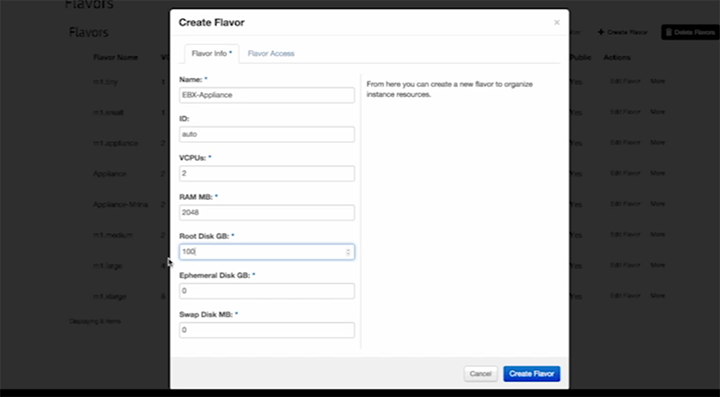 Flavors
Flavors
Create Flavor
Delete Flavors
Flavor Name
Public
Actions
m1.tiny
Yes
Edit Flavor
More
m1.small
Yes
Edit Flavor
More
m1.appliance
Yes
Edit Flavor
More
Appliance
Yes
Edit Flavor
More
Yes
Edit Flavor
More
m1.medium
Yes
Edit Flavor
More
m1.large
Yes
Edit Flavor
More
m1.xlarge
Yes
Edit Flavor
More
Displaying 8 items
Create Flavor
×
Flavor Info *
Flavor Access
Name: *
EBX-Appliance
From here you can create a new flavor to organize
instance resources.
ID:
auto
VCPUs: *
2
RAM MB: *
2048
Root Disk GB: *
100
Ephemeral Disk GB: *
0
Swap Disk MB: *
0
Cancel
Create Flavor